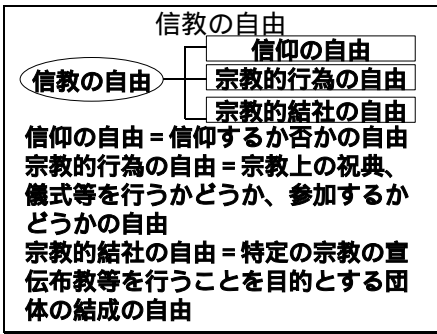 信教の自由
信仰の自由
信教の自由
宗教的行為の自由
宗教的結社の自由
信仰の自由＝信仰するか否かの自由
宗教的行為の自由＝宗教上の祝典、
儀式等を行うかどうか、参加するか
どうかの自由
宗教的結社の自由＝特定の宗教の宣
伝布教等を行うことを目的とする団
体の結成の自由